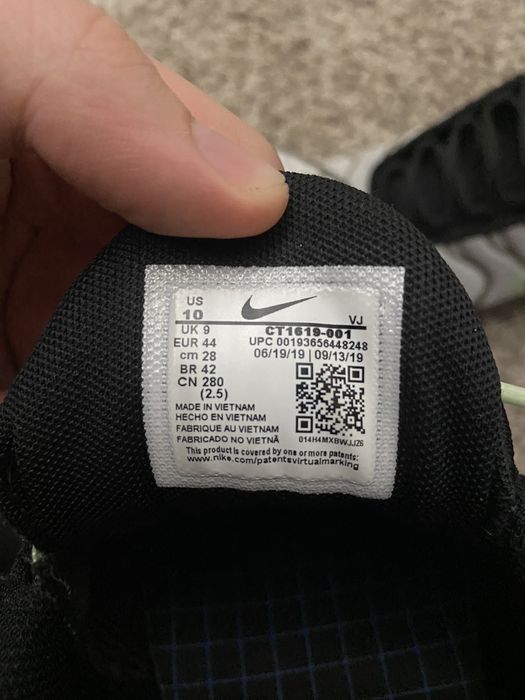 US
10 VJ
UK 9 CT1619-001
EUR 44 UPC 00193656448248
cm 28 06/19/19 | 09/13/19
BR 42
CN 280
(2.5)
MADE IN VIETNAM
HECHO EN VIETNAM
FABRIQUE AU VIETNAM
FABRICADO NO VIETNÃ 014H4MXBWJJZ6
This product is covered by one or more patents:
www.nike.com/patentsvirtualmarking